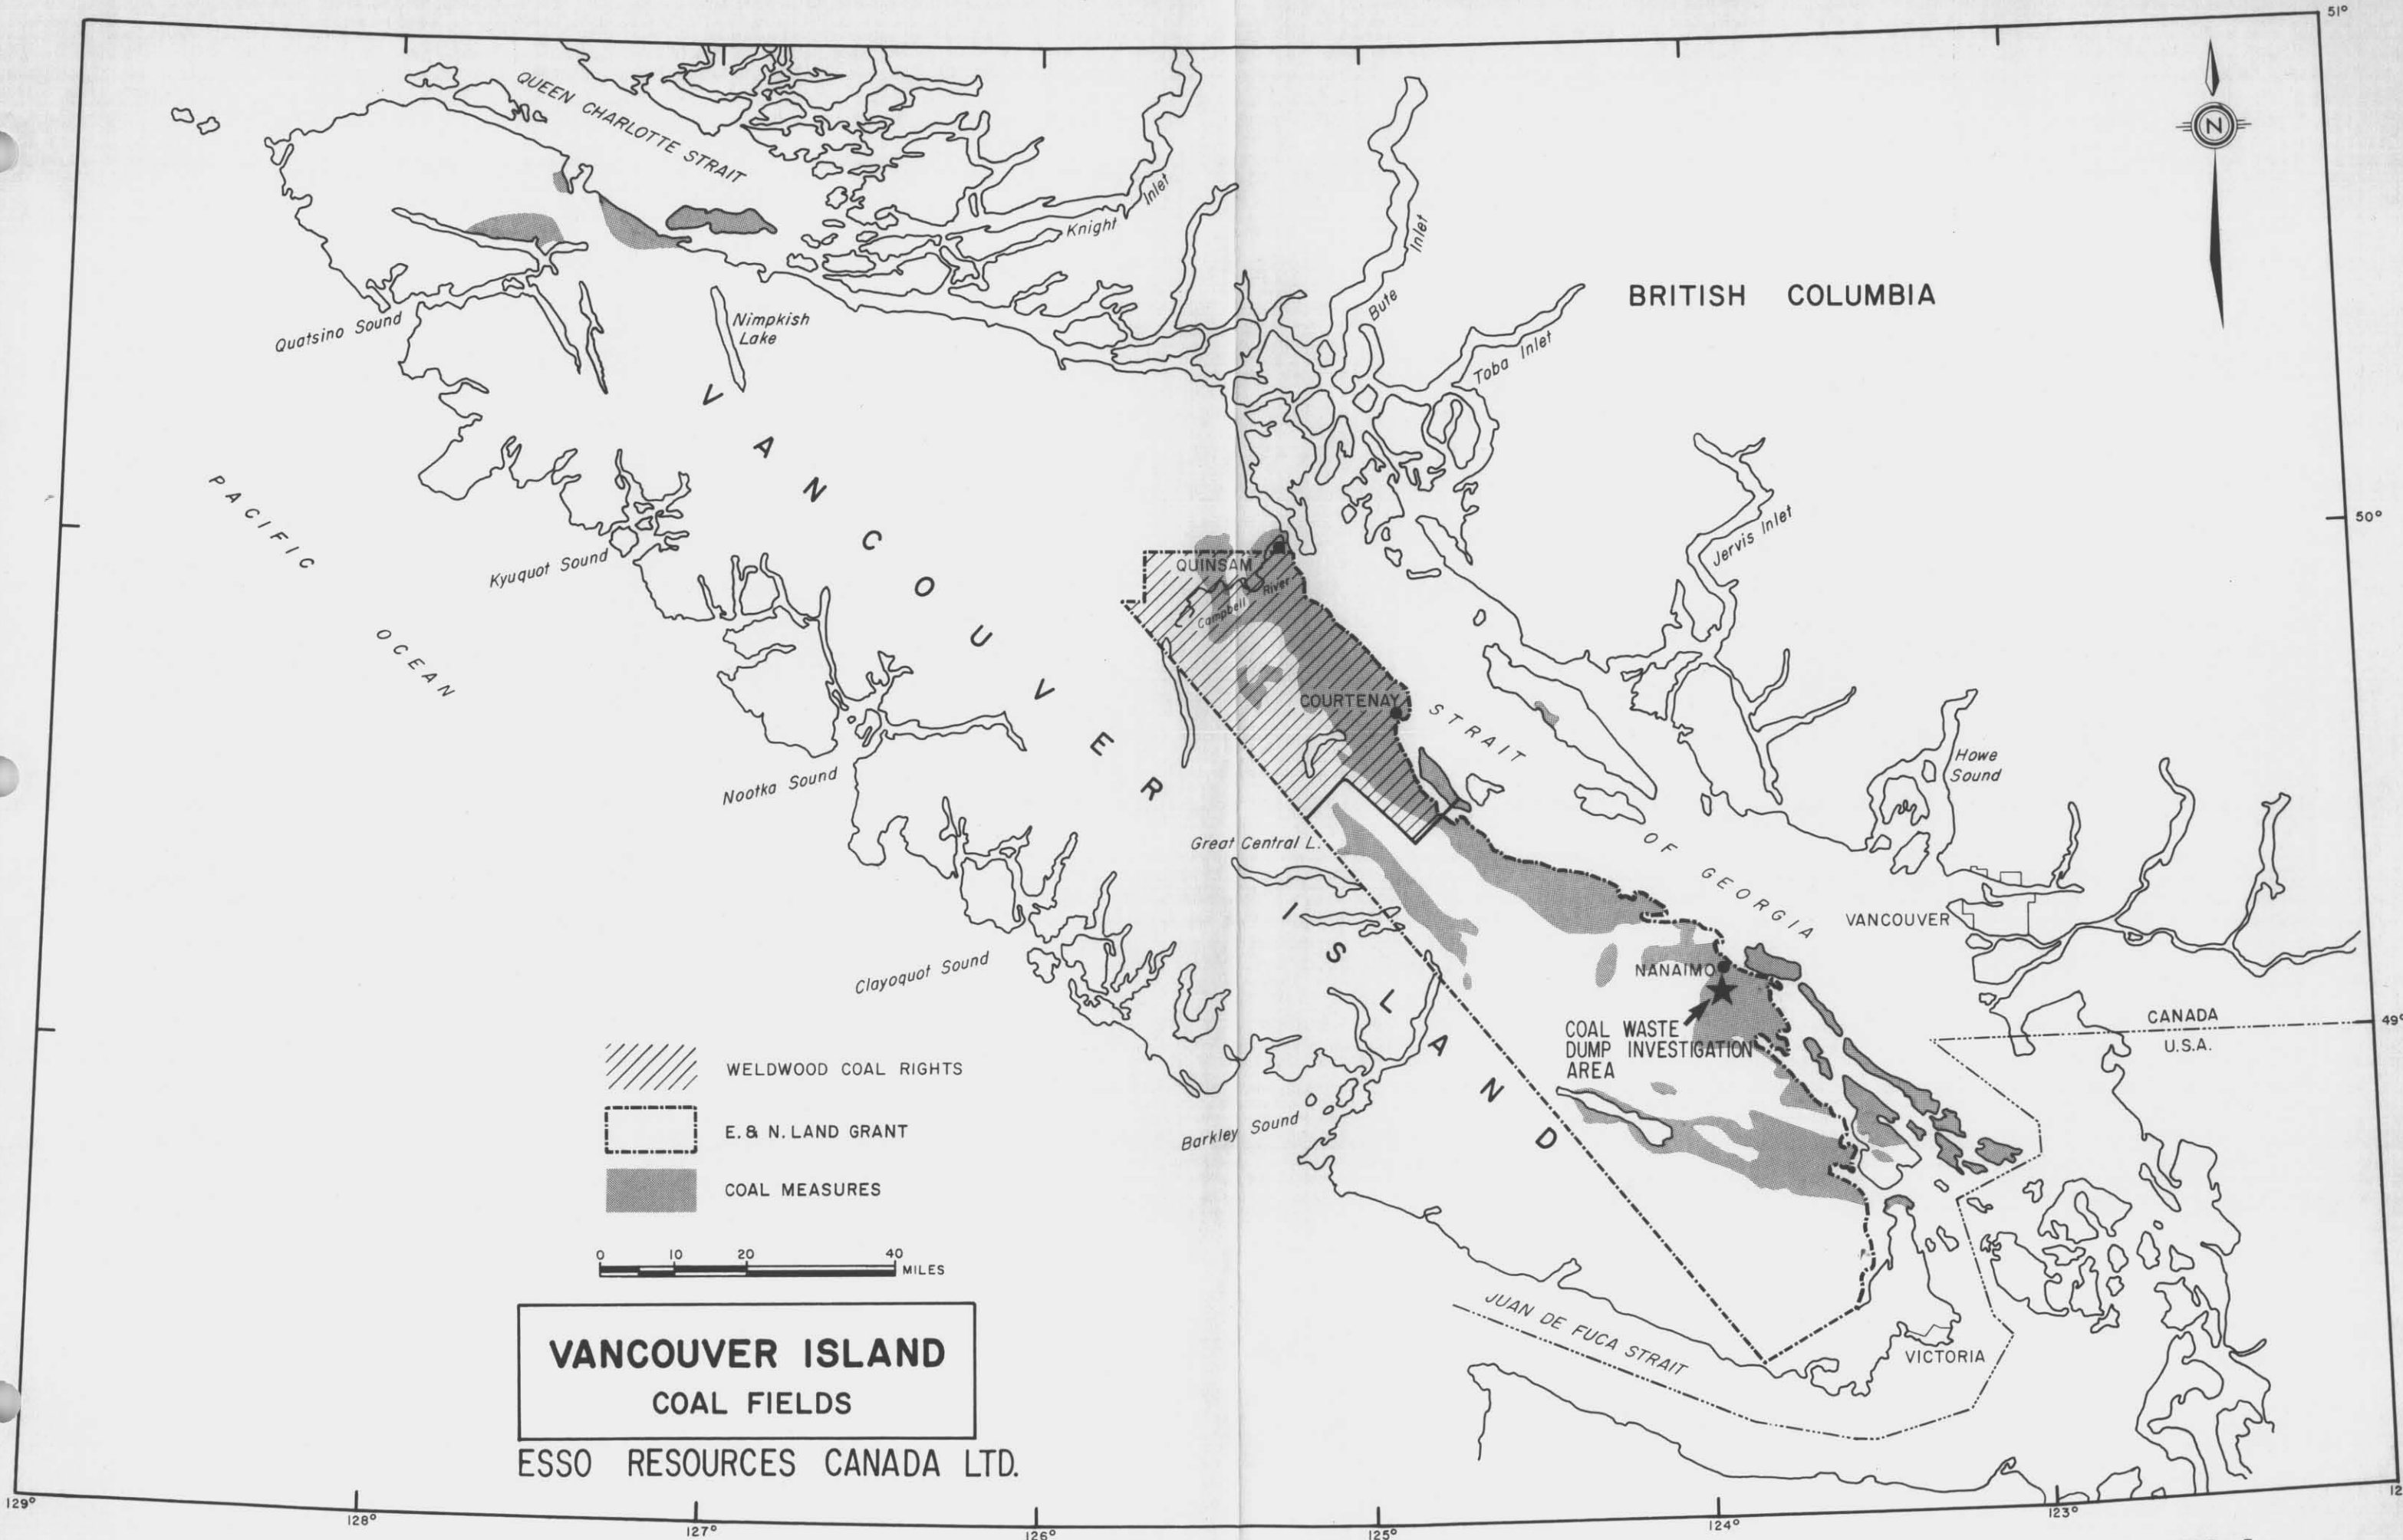 51°
QUEEN CHARLOTTE STRAIT
Knight
Inlet
Bute
Inlet
BRITISH COLUMBIA
N
Quatsino Sound
Nimpkish
Lake
Toba Inlet
VANCOUVER
ISLAND
PACIFIC
OCEAN
Kyuquot Sound
50°
Jervis Inlet
QUINSAM
Campbell River
COURTENAY
STRAIT
OF GEORGIA
Howe
Sound
Nootka Sound
Great Central L.
VANCOUVER
Clayoquot Sound
NANAIMO
COAL WASTE
DUMP INVESTIGATION
AREA
CANADA
U.S.A.
49°
Barkley Sound
WELDWOOD COAL RIGHTS
E. & N. LAND GRANT
COAL MEASURES
0 10 20 40
MILES
JUAN DE FUCA STRAIT
VICTORIA
VANCOUVER ISLAND
COAL FIELDS
ESSO RESOURCES CANADA LTD.
129°
128°
127°
126°
125°
124°
123°